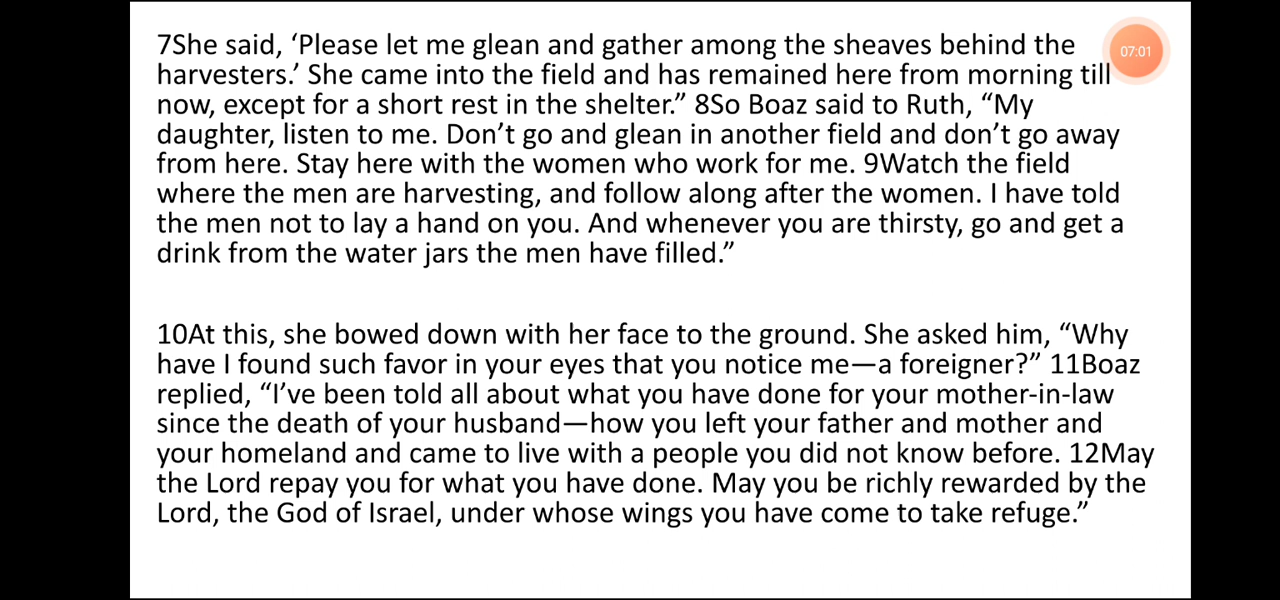 7She said, ‘Please let me glean and gather among the sheaves behind the
harvesters.’ She came into the field and has remained here from morning till
now, except for a short rest in the shelter.” 8So Boaz said to Ruth, “My
daughter, listen to me. Don’t go and glean in another field and don’t go away
from here. Stay here with the women who work for me. 9Watch the field
where the men are harvesting, and follow along after the women. I have told
the men not to lay a hand on you. And whenever you are thirsty, go and get a
drink from the water jars the men have filled.”
10At this, she bowed down with her face to the ground. She asked him, “Why
have I found such favor in your eyes that you notice me—a foreigner?” 11Boaz
replied, “I’ve been told all about what you have done for your mother-in-law
since the death of your husband—how you left your father and mother and
your homeland and came to live with a people you did not know before. 12May
the Lord repay you for what you have done. May you be richly rewarded by the
Lord, the God of Israel, under whose wings you have come to take refuge.”
07:01